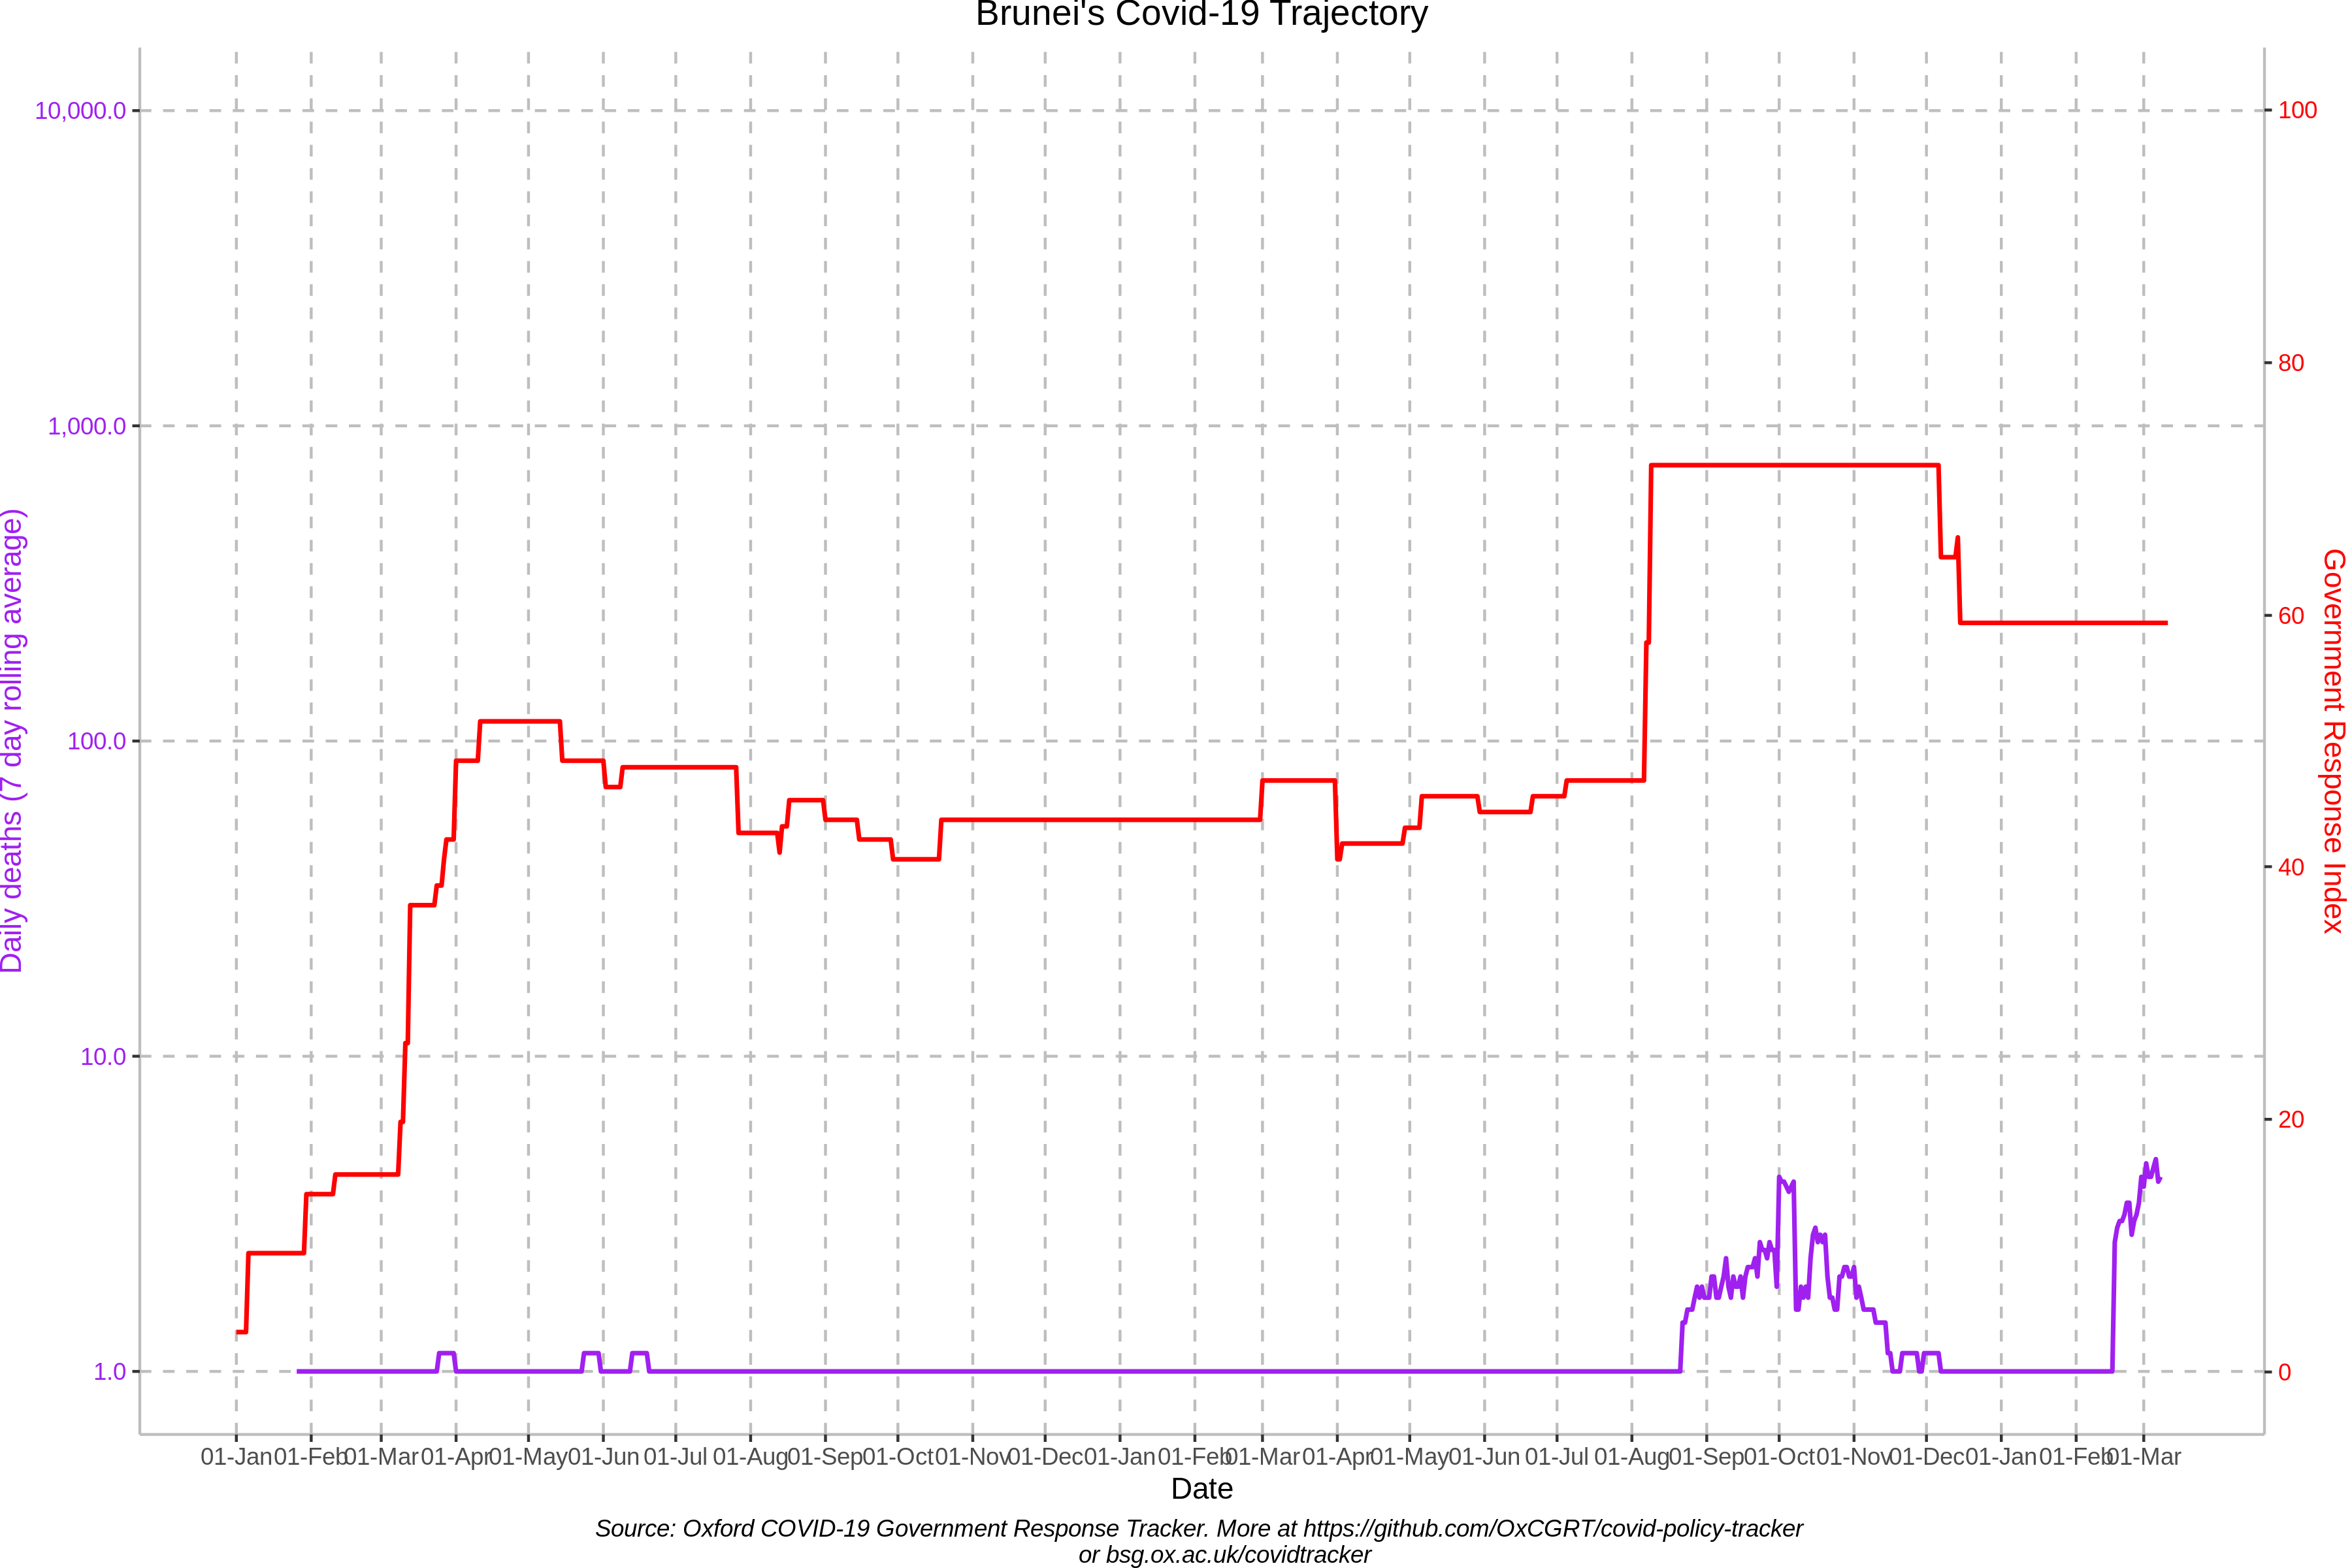 Brunei's Covid-19 Trajectory
10,000.0
1,000.0
100.0
10.0
1.0
Daily deaths (7 day rolling average)
100
80
60
40
20
0
Government Response Index
01-Jan 01-Feb 01-Mar 01-Apr 01-May 01-Jun 01-Jul 01-Aug 01-Sep 01-Oct 01-Nov 01-Dec 01-Jan 01-Feb 01-Mar 01-Apr 01-May 01-Jun 01-Jul 01-Aug 01-Sep 01-Oct 01-Nov 01-Dec 01-Jan 01-Feb 01-Mar
Date
Source: Oxford COVID-19 Government Response Tracker. More at https://github.com/OxCGRT/covid-policy-tracker
or bsg.ox.ac.uk/covidtracker